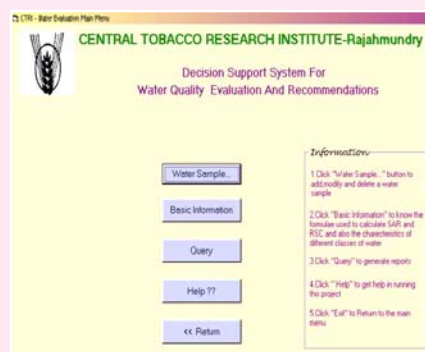 CTRI - Water Evaluation Main Menu
CENTRAL TOBACCO RESEARCH INSTITUTE-Rajahmundry
Decision Support System For
Water Quality Evaluation And Recommendations
Water Sample...
Basic Information
Query
Help ??
<< Return
Information
1.Click "Water Sample..." button to
add,modify and delete a water
sample
2.Click "Basic Information" to know the
formulae used to calculate SAR and
RSC and also the charecteristics of
different classes of water
3.Click "Query" to generate reports
4.Click " Help" to get help in running
this project
5.Click "Exit" to Return to the main
menu